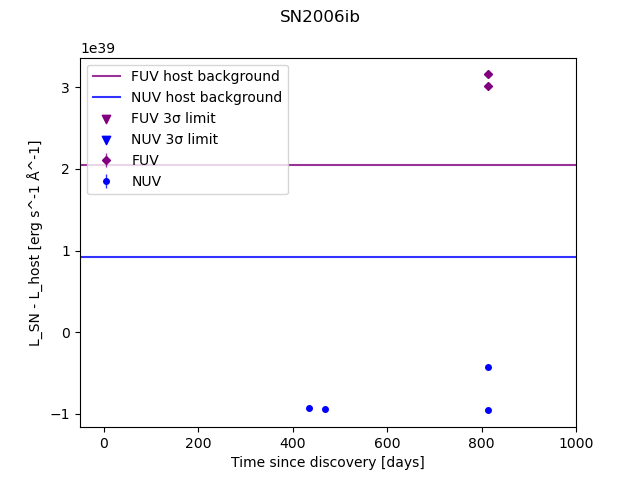 SN2006ib
1e39
FUV host background
NUV host background
FUV 3σ limit
NUV 3σ limit
FUV
NUV
L_SN - L_host [erg s^-1 Å^-1]
3
2
1
0
−1
0 200 400 600 800 1000
Time since discovery [days]